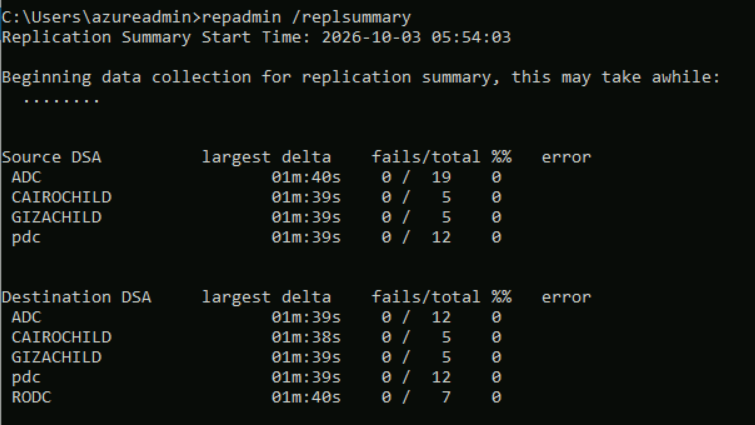 C:\Users\azureadmin>repadmin /replsummary
Replication Summary Start Time: 2026-10-03 05:54:03
Beginning data collection for replication summary, this may take awhile:
........
Source DSA largest delta fails/total %% error
ADC 01m:40s 0 / 19 0
CAIROCHILD 01m:39s 0 / 5 0
GIZACHILD 01m:39s 0 / 5 0
pdc 01m:39s 0 / 12 0
Destination DSA largest delta fails/total %% error
ADC 01m:39s 0 / 12 0
CAIROCHILD 01m:38s 0 / 5 0
GIZACHILD 01m:39s 0 / 5 0
pdc 01m:39s 0 / 12 0
RODC 01m:40s 0 / 7 0